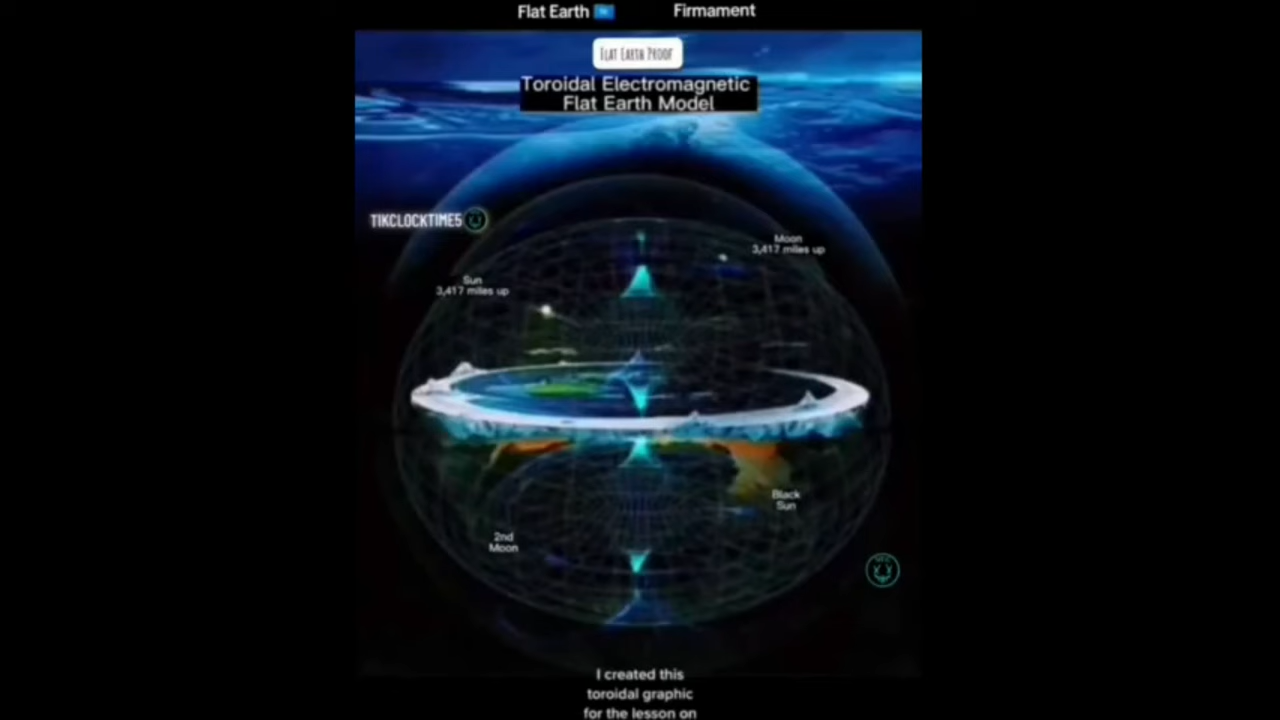 Flat Earth
Firmament
FLAT EARTH PROOF
Toroidal Electromagnetic
Flat Earth Model
TIKCLOCKTIME5
Moon
3,417 miles up
Sun
3,417 miles up
Black
Sun
2nd
Moon
I created this
toroidal graphic
for the lesson on